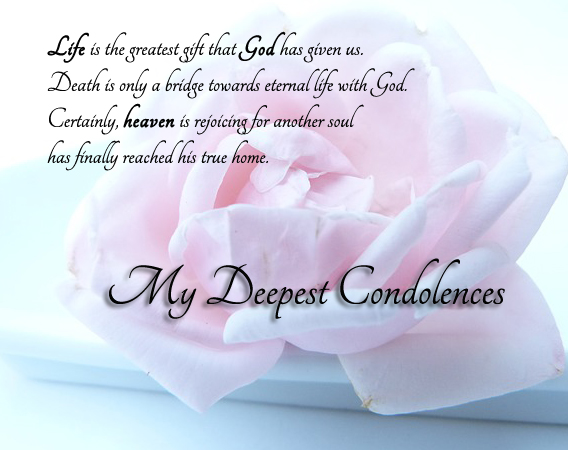 Life is the greatest gift that God has given us.
Death is only a bridge towards eternal life with God.
Certainly, heaven is rejoicing for another soul
has finally reached his true home.
My Deepest Condolences